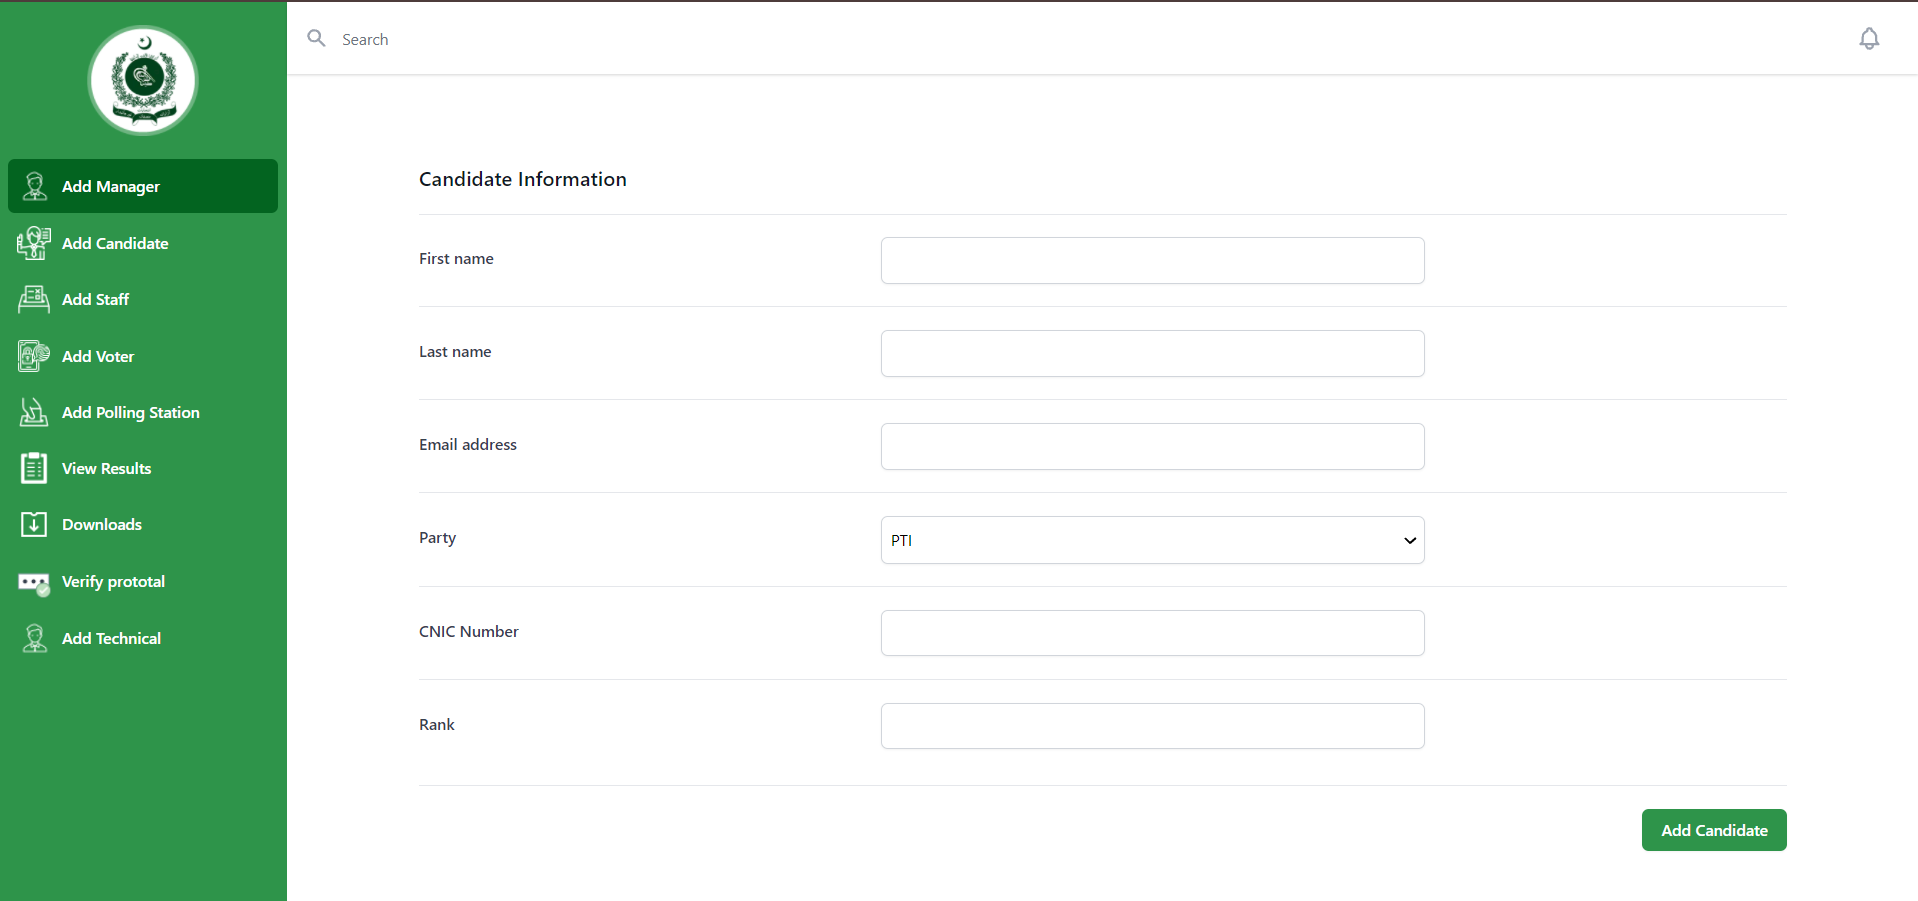 Search
Add Manager
Add Candidate
Add Staff
Add Voter
Add Polling Station
View Results
Downloads
Verify prototal
Add Technical
Candidate Information
First name
Last name
Email address
Party
PTI
CNIC Number
Rank
Add Candidate